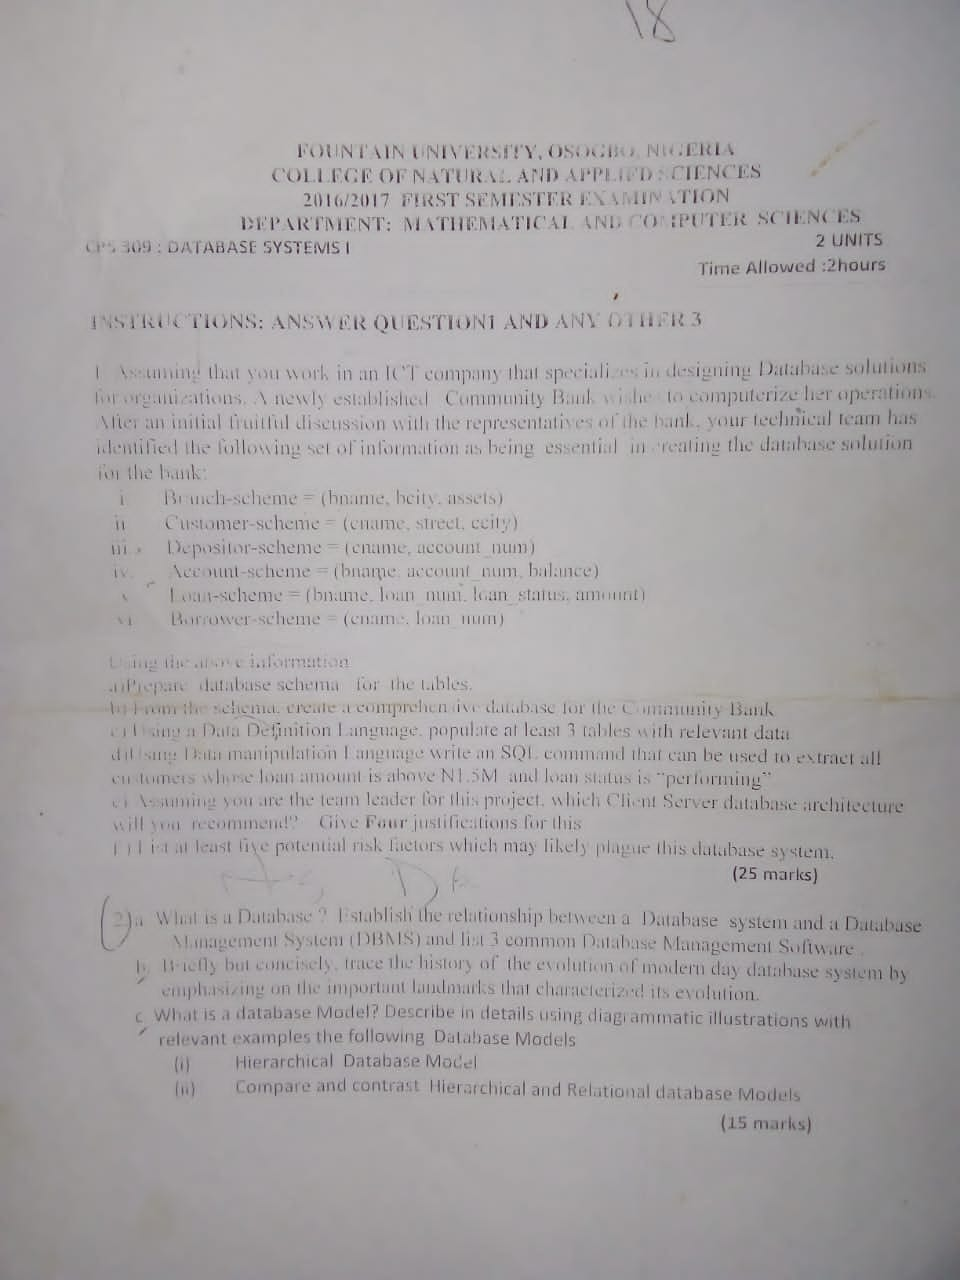 18
FOUNTAIN UNIVERSITY, OSOGBO, NIGERIA
COLLEGE OF NATURAL AND APPLIED SCIENCES
2016/2017 FIRST SEMESTER EXAMINATION
DEPARTMENT: MATHEMATICAL AND COMPUTER SCIENCES
CPS 309 : DATABASE SYSTEMS I
2 UNITS
Time Allowed :2hours
INSTRUCTIONS: ANSWER QUESTION1 AND ANY OTHER 3
1. Assuming that you work in an ICT company that specializes in designing Database solutions
for organizations. A newly established Community Bank wishes to computerize her operations.
After an initial fruitful discussion with the representatives of the bank, your technical team has
identified the following set of information as being essential in creating the database solution
for the bank:
i. Branch-scheme = (bname, bcity, assets)
ii. Customer-scheme = (cname, street, ccity)
iii. Depositor-scheme = (cname, account_num)
iv. Account-scheme = (bname, account_num, balance)
v. Loan-scheme = (bname, loan_num, loan_status, amount)
vi. Borrower-scheme = (cname, loan_num)
Using the above information
a)Prepare database schema for the tables.
b) From the schema, create a comprehensive database for the Community Bank
c) Using a Data Definition Language, populate at least 3 tables with relevant data
d)Using Data manipulation Language write an SQL command that can be used to extract all
customers whose loan amount is above N1.5M and loan status is "performing"
e) Assuming you are the team leader for this project, which Client Server database architecture
will you recommend? Give Four justifications for this
f) List at least five potential risk factors which may likely plague this database system.
(25 marks)
2)a What is a Database ? Establish the relationship between a Database system and a Database
Management System (DBMS) and list 3 common Database Management Software .
b. Briefly but concisely, trace the history of the evolution of modern day database system by
emphasizing on the important landmarks that characterized its evolution.
c. What is a database Model? Describe in details using diagrammatic illustrations with
relevant examples the following Database Models
(i) Hierarchical Database Model
(ii) Compare and contrast Hierarchical and Relational database Models
(15 marks)